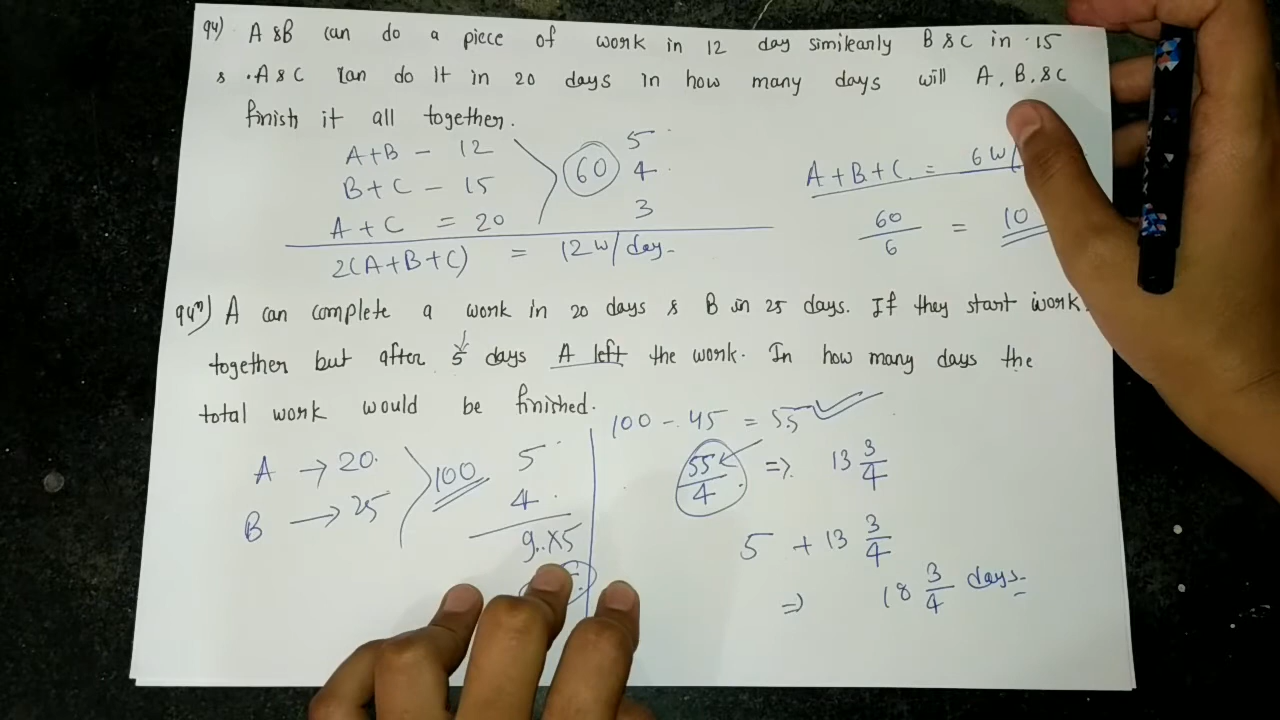 94) A &B can do a piece of work in 12 day similearly B & C in 15
& A & C can do it in 20 days in how many days will A, B, & C
finish it all together.
A+B - 12
B+C - 15
A+C = 20
60
5
4
3
2(A+B+C) = 12 W/day
A+B+C = 6 W/
60/6 = 10
A can complete a work in 20 days & B in 25 days. If they start work
together but after 5 days A left the work. In how many days the
total work would be finished.
A → 20
B → 25
100
5
4
9 x5
100 - 45 = 55
55/4 => 13 3/4
5 + 13 3/4
=> 18 3/4 days